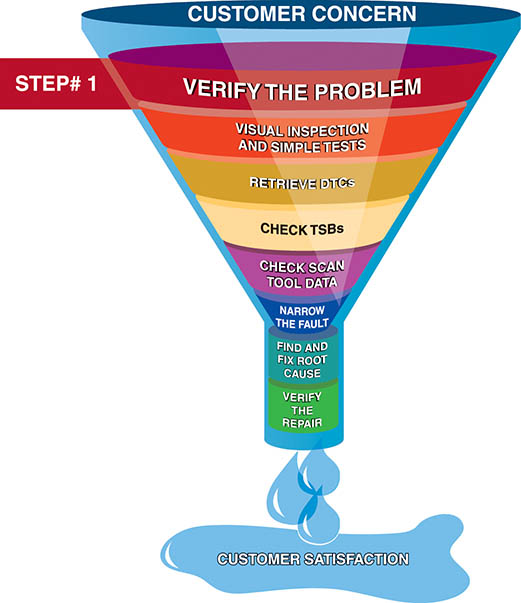 CUSTOMER CONCERN
STEP# 1
VERIFY THE PROBLEM
VISUAL INSPECTION
AND SIMPLE TESTS
RETRIEVE DTCs
CHECK TSBs
CHECK SCAN
TOOL DATA
NARROW
THE FAULT
FIND AND
FIX ROOT
CAUSE
VERIFY
THE
REPAIR
CUSTOMER SATISFACTION